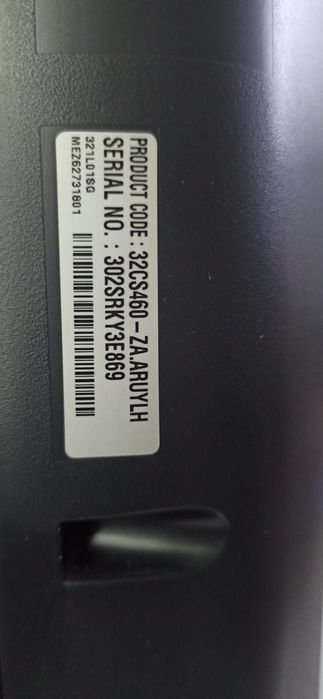 PRODUCT CODE : 32CS460-ZA.ARUYLH
SERIAL NO. : 302SRKY3E869
321L01SG
MEZ62731801